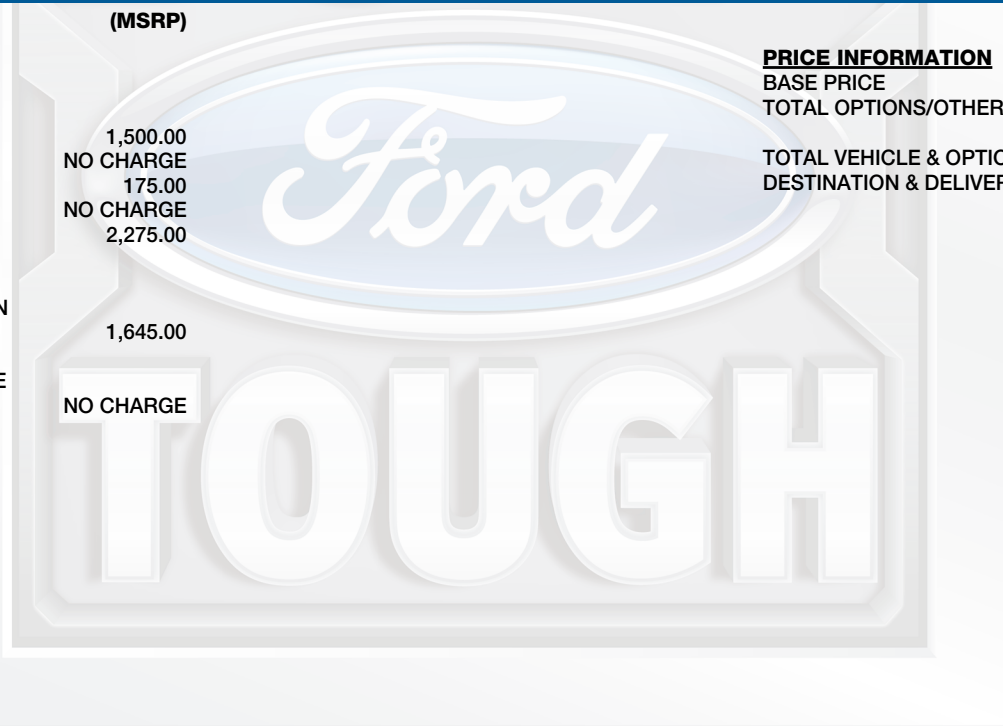 (MSRP)
1,500.00
NO CHARGE
175.00
NO CHARGE
2,275.00
N
1,645.00
E
NO CHARGE
PRICE INFORMATION
BASE PRICE
TOTAL OPTIONS/OTHER
TOTAL VEHICLE & OPTIO
DESTINATION & DELIVER
Ford
TOUGH